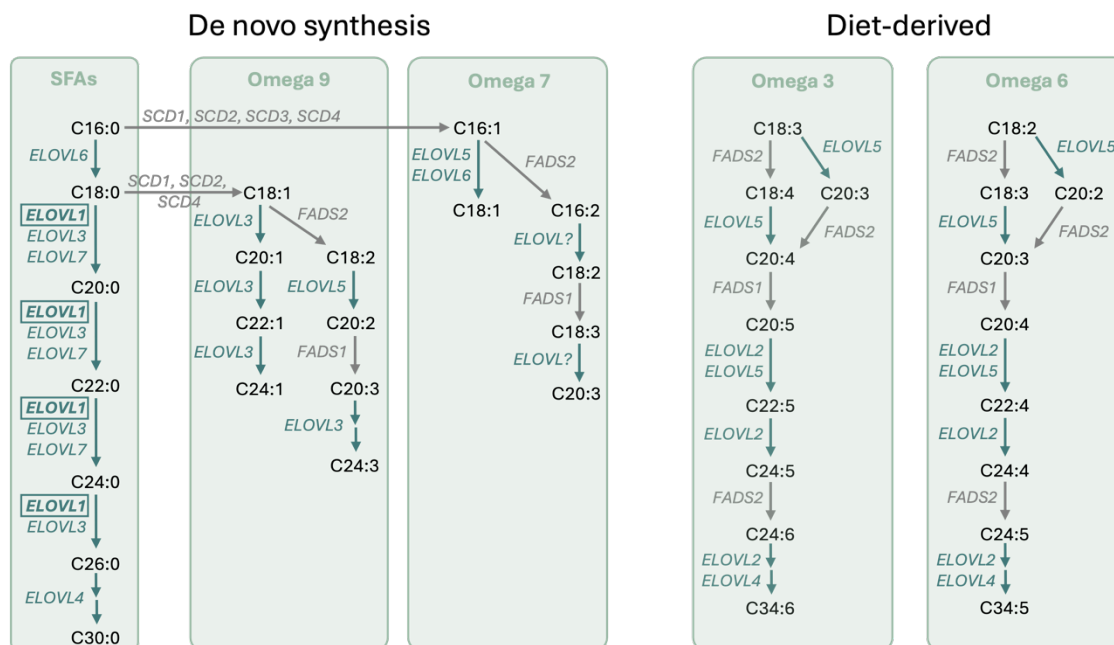 De novo synthesis
Diet-derived
SFAs
C16:0
ELOVL6
C18:0
ELOVL1
ELOVL3
ELOVL7
C20:0
ELOVL1
ELOVL3
ELOVL7
C22:0
ELOVL1
ELOVL3
ELOVL7
C24:0
ELOVL1
ELOVL3
C26:0
ELOVL4
C30:0
SCD1, SCD2, SCD3, SCD4
SCD1, SCD2,
SCD4
Omega 9
C18:1
ELOVL3
FADS2
C20:1
C18:2
ELOVL3
ELOVL5
C22:1
C20:2
ELOVL3
FADS1
C24:1
C20:3
ELOVL3
C24:3
Omega 7
C16:1
ELOVL5
ELOVL6
FADS2
C18:1
C16:2
ELOVL?
C18:2
FADS1
C18:3
ELOVL?
C20:3
Omega 3
C18:3
FADS2
ELOVL5
C18:4
C20:3
ELOVL5
FADS2
C20:4
FADS1
C20:5
ELOVL2
ELOVL5
C22:5
ELOVL2
C24:5
FADS2
C24:6
ELOVL2
ELOVL4
C34:6
Omega 6
C18:2
FADS2
ELOVL5
C18:3
C20:2
ELOVL5
FADS2
C20:3
FADS1
C20:4
ELOVL2
ELOVL5
C22:4
ELOVL2
C24:4
FADS2
C24:5
ELOVL2
ELOVL4
C34:5